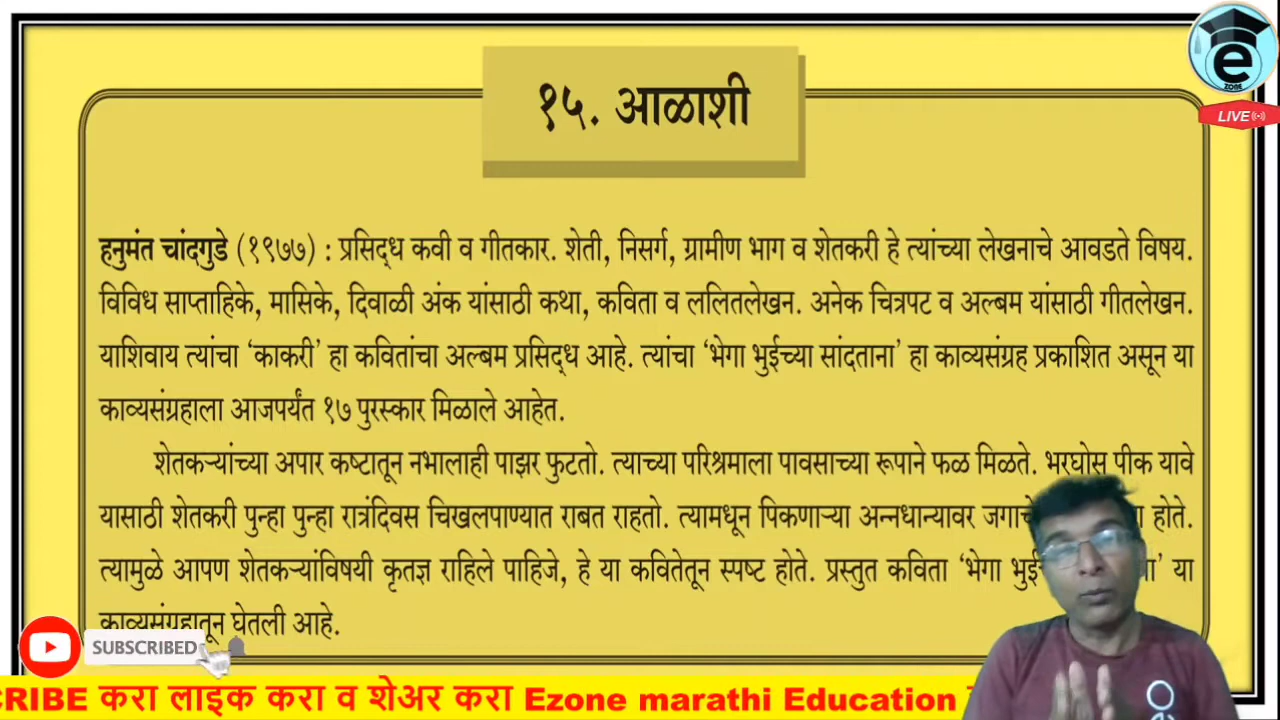 e
ZONE
LIVE
१५. आळाशी
हनुमंत चांदगुडे (१९७७) : प्रसिद्ध कवी व गीतकार. शेती, निसर्ग, ग्रामीण भाग व शेतकरी हे त्यांच्या लेखनाचे आवडते विषय.
विविध साप्ताहिके, मासिके, दिवाळी अंक यांसाठी कथा, कविता व ललितलेखन. अनेक चित्रपट व अल्बम यांसाठी गीतलेखन.
याशिवाय त्यांचा ‘काकरी’ हा कवितांचा अल्बम प्रसिद्ध आहे. त्यांचा ‘भेगा भुईच्या सांदताना’ हा काव्यसंग्रह प्रकाशित असून या
काव्यसंग्रहाला आजपर्यंत १७ पुरस्कार मिळाले आहेत.
शेतकऱ्यांच्या अपार कष्टातून नभालाही पाझर फुटतो. त्याच्या परिश्रमाला पावसाच्या रूपाने फळ मिळते. भरघोस पीक यावे
यासाठी शेतकरी पुन्हा पुन्हा रात्रंदिवस चिखलपाण्यात राबत राहतो. त्यामधून पिकणाऱ्या अन्नधान्यावर जगाचे होते.
त्यामुळे आपण शेतकऱ्यांविषयी कृतज्ञ राहिले पाहिजे, हे या कवितेतून स्पष्ट होते. प्रस्तुत कविता ‘भेगा या
काव्यसंग्रहातून घेतली आहे.
SUBSCRIBED
CRIBE करा लाइक करा व शेअर करा Ezone marathi Education